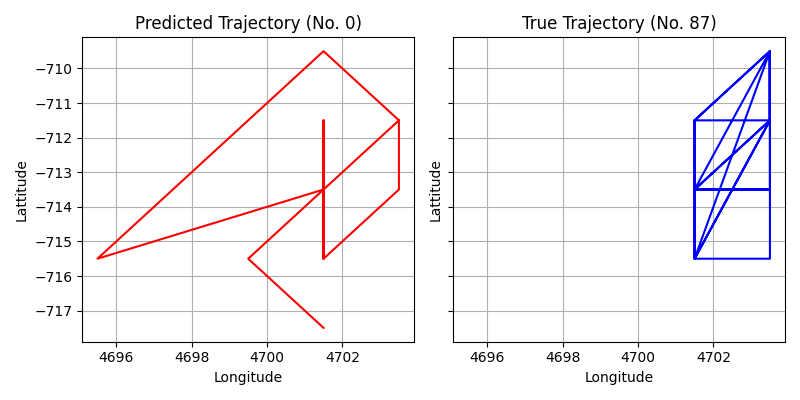 Predicted Trajectory (No. 0)
True Trajectory (No. 87)
Lattitude
−710
−711
−712
−713
−714
−715
−716
−717
4696
4698
4700
4702
Longitude
Lattitude
4696
4698
4700
4702
Longitude